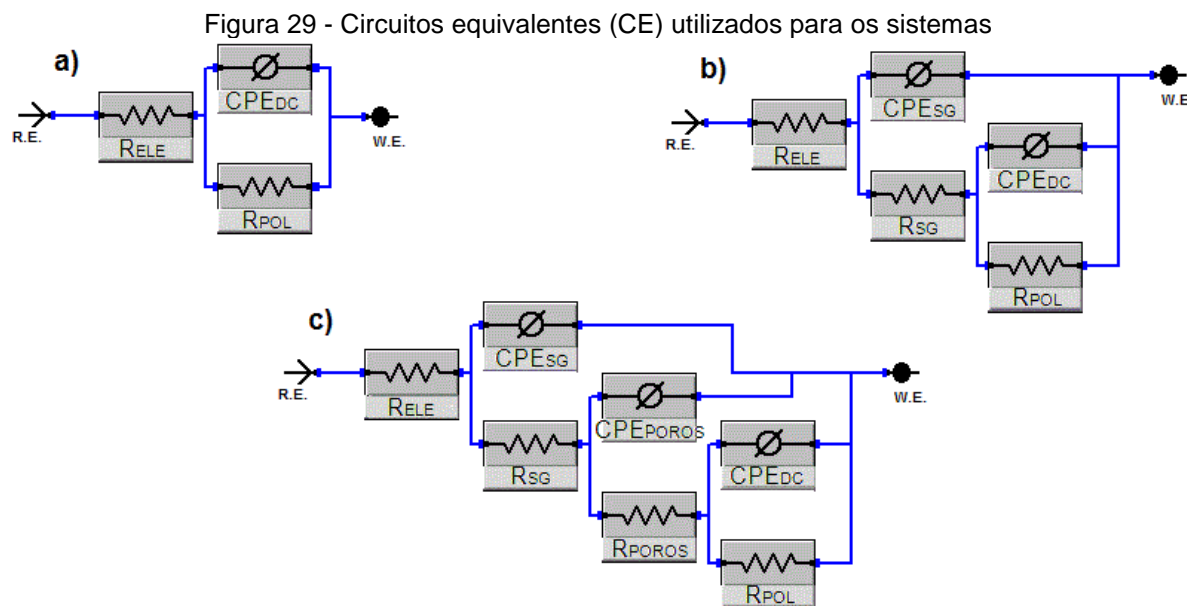 Figura 29 - Circuitos equivalentes (CE) utilizados para os sistemas
a)
CPEDC
R.E.
RELE
W.E.
RPOL
b)
CPESG
W.E
R.E.
RELE
CPEDC
RSG
RPOL
c)
CPESG
R.E.
RELE
W.E.
CPEPOROS
RSG
CPEDC
RPOROS
RPOL